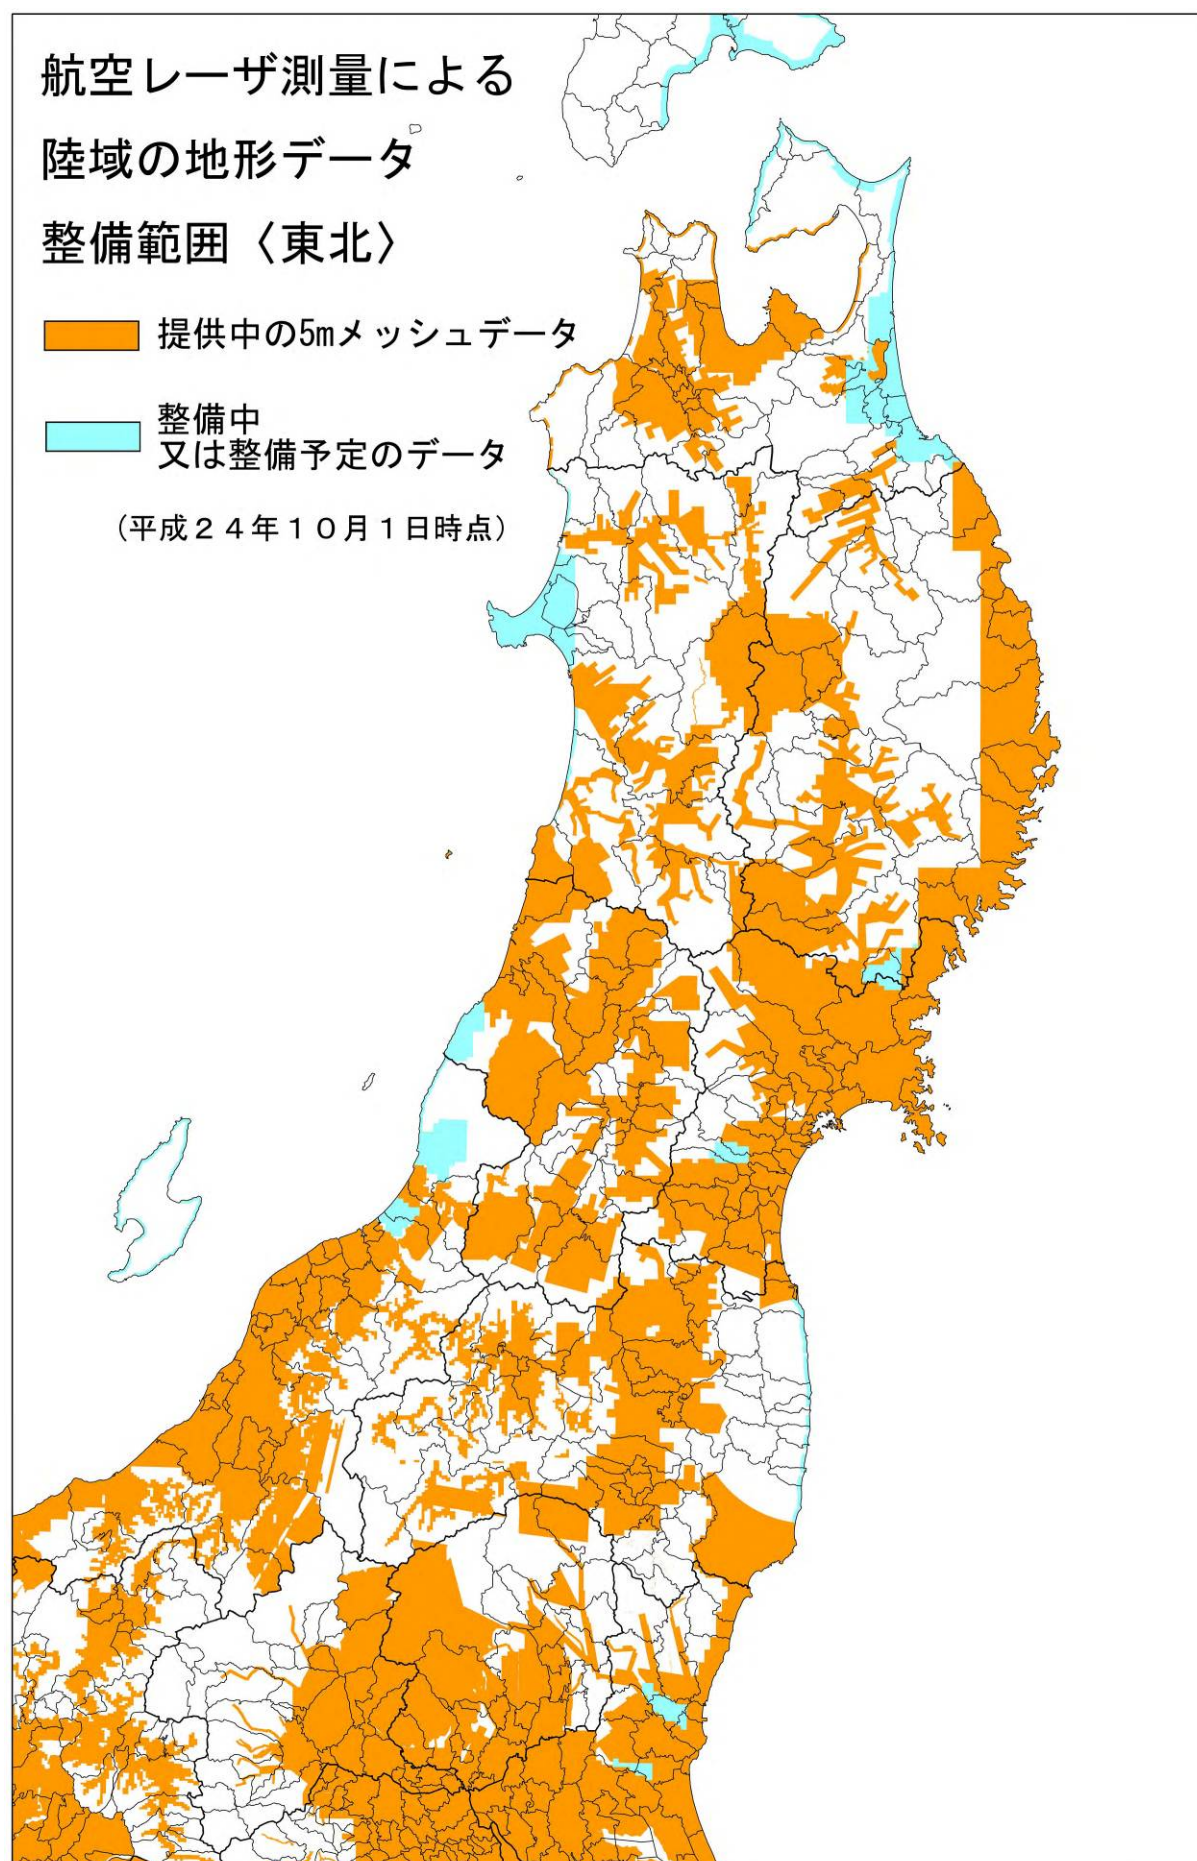 航空レーザ測量による
陸域の地形データ
整備範囲〈東北〉
提供中の5mメッシュデータ
整備中
又は整備予定のデータ
（平成２４年１０月１日時点）